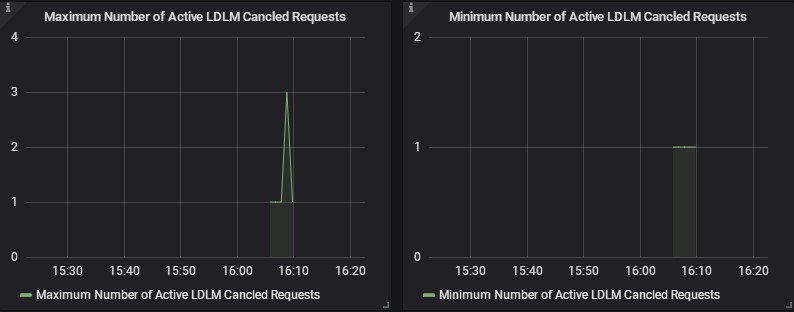 Maximum Number of Active LDLM Cancled Requests
4
3
2
1
0
15:30 15:40 15:50 16:00 16:10 16:20
Maximum Number of Active LDLM Cancled Requests
Minimum Number of Active LDLM Cancled Requests
2
1
0
15:30 15:40 15:50 16:00 16:10 16:20
Minimum Number of Active LDLM Cancled Requests